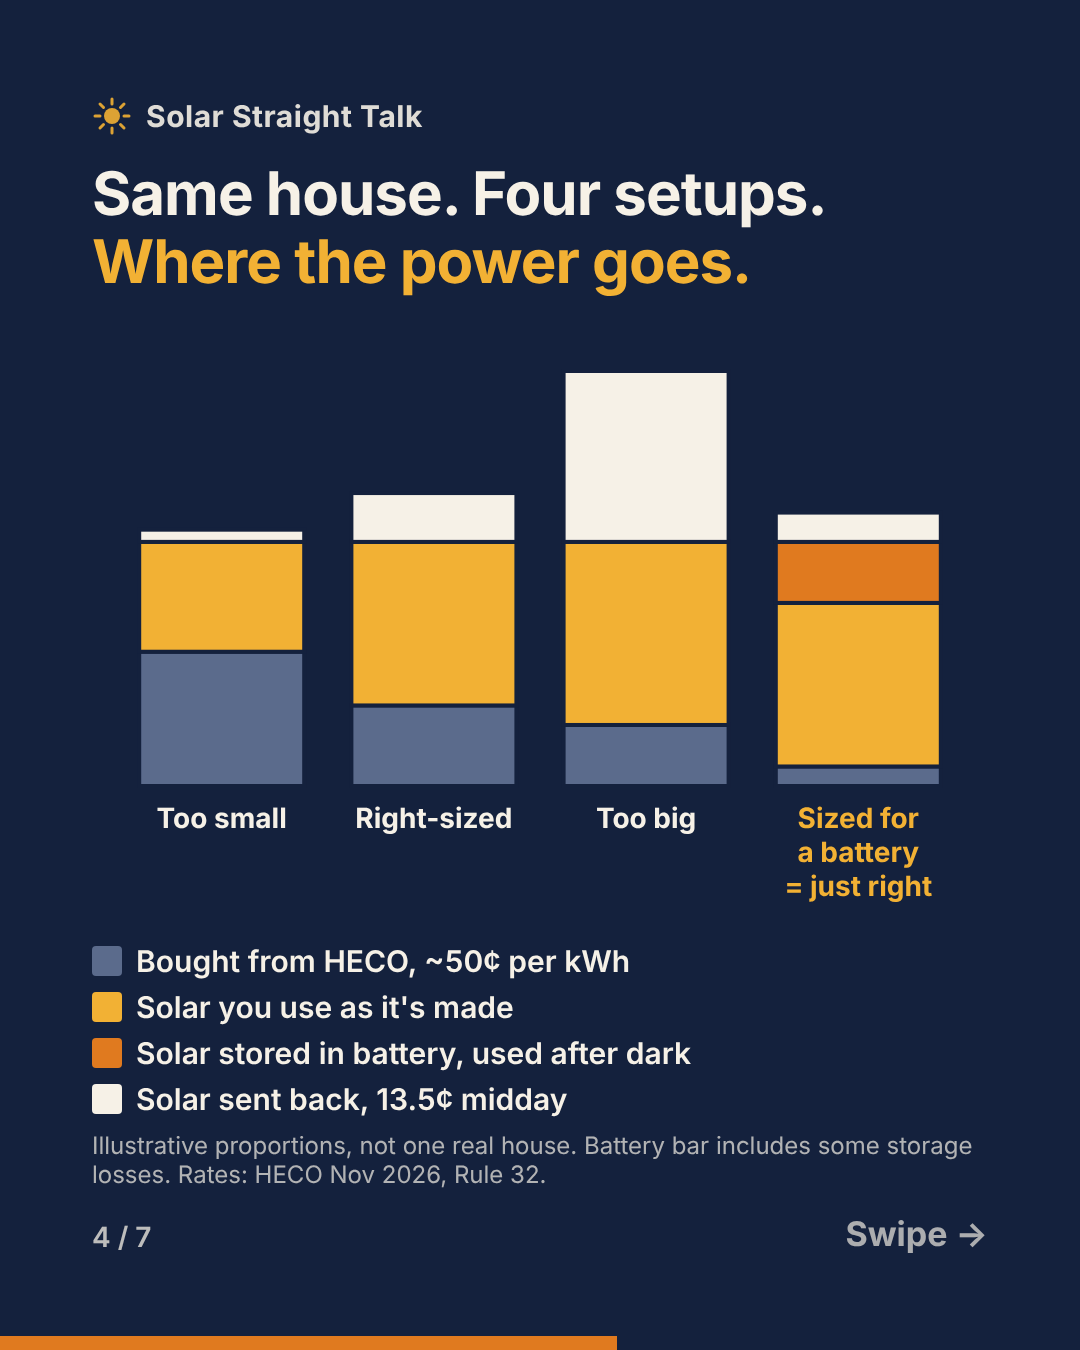 Solar Straight Talk
Same house. Four setups.
Where the power goes.
Too small
Right-sized
Too big
Sized for
a battery
= just right
Bought from HECO, ~50¢ per kWh
Solar you use as it's made
Solar stored in battery, used after dark
Solar sent back, 13.5¢ midday
Illustrative proportions, not one real house. Battery bar includes some storage
losses. Rates: HECO Nov 2026, Rule 32.
4 / 7
Swipe →